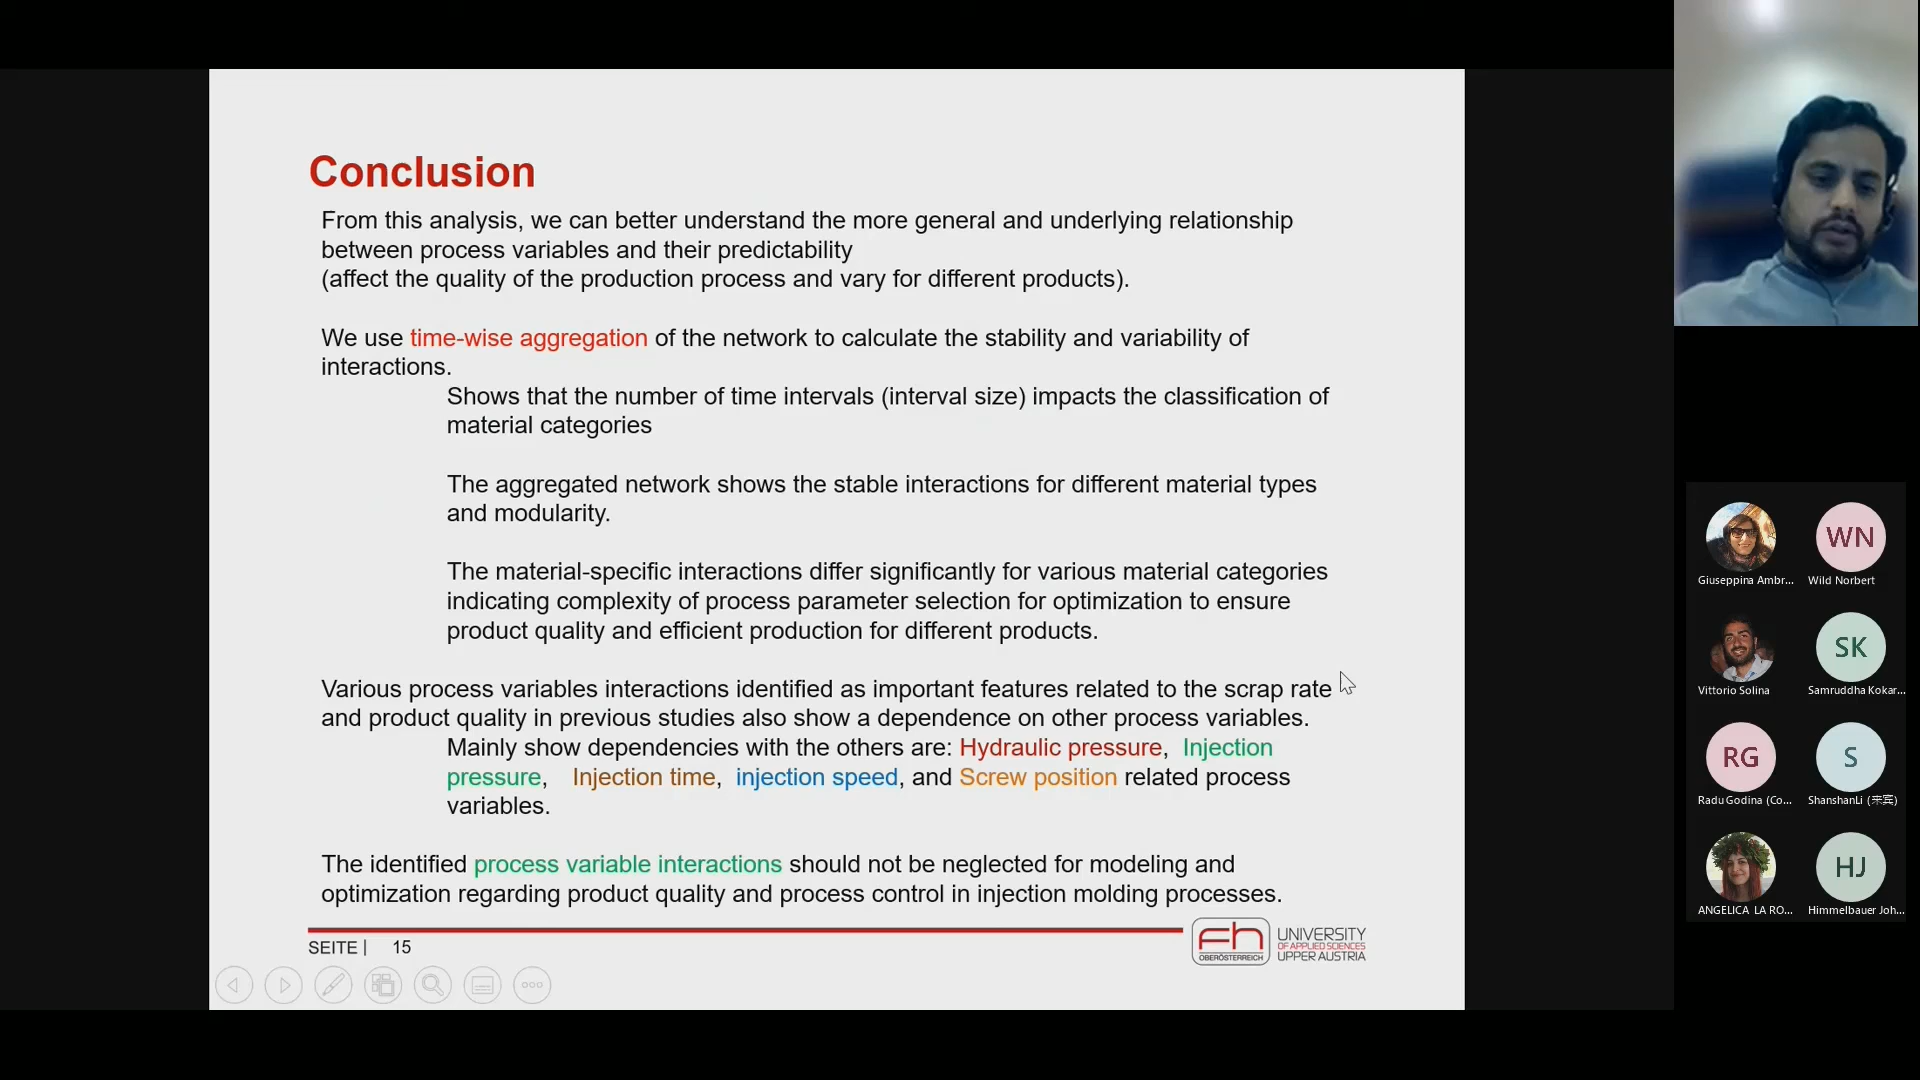 Conclusion
From this analysis, we can better understand the more general and underlying relationship
between process variables and their predictability
(affect the quality of the production process and vary for different products).
We use time-wise aggregation of the network to calculate the stability and variability of
interactions.
Shows that the number of time intervals (interval size) impacts the classification of
material categories
The aggregated network shows the stable interactions for different material types
and modularity.
The material-specific interactions differ significantly for various material categories
indicating complexity of process parameter selection for optimization to ensure
product quality and efficient production for different products.
Various process variables interactions identified as important features related to the scrap rate
and product quality in previous studies also show a dependence on other process variables.
Mainly show dependencies with the others are: Hydraulic pressure, Injection
pressure, Injection time, injection speed, and Screw position related process
variables.
The identified process variable interactions should not be neglected for modeling and
optimization regarding product quality and process control in injection molding processes.
SEITE | 15
fh
OBERÖSTERREICH
UNIVERSITY
OF APPLIED SCIENCES
UPPER AUSTRIA
WN
Giuseppina Ambr... Wild Norbert
SK
Vittorio Solina Samruddha Kokar...
RG S
Radu Godina (Co... ShanshanLi (来宾)
HJ
ANGELICA LA RO... Himmelbauer Joh...